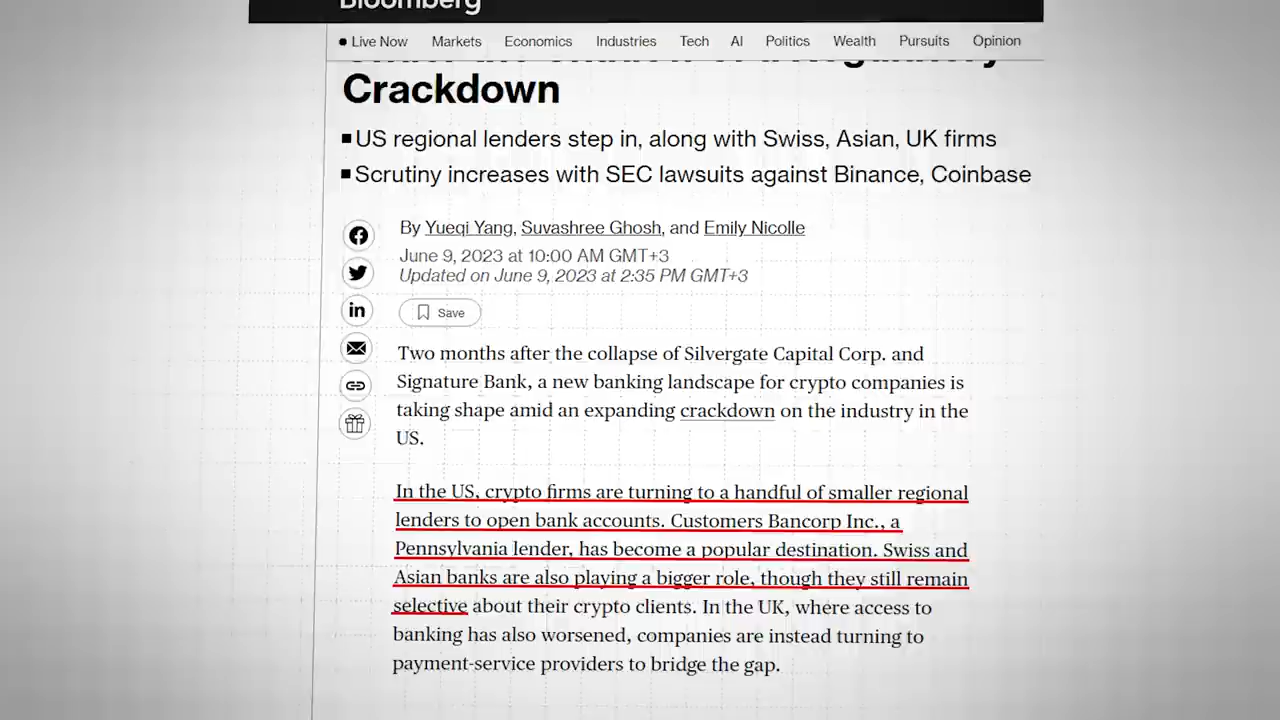 Bloomberg
Live Now Markets Economics Industries Tech AI Politics Wealth Pursuits Opinion
Crackdown
US regional lenders step in, along with Swiss, Asian, UK firms
Scrutiny increases with SEC lawsuits against Binance, Coinbase
By Yueqi Yang, Suvashree Ghosh, and Emily Nicolle
June 9, 2023 at 10:00 AM GMT+3
Updated on June 9, 2023 at 2:35 PM GMT+3
Save
Two months after the collapse of Silvergate Capital Corp. and
Signature Bank, a new banking landscape for crypto companies is
taking shape amid an expanding crackdown on the industry in the
US.
In the US, crypto firms are turning to a handful of smaller regional
lenders to open bank accounts. Customers Bancorp Inc., a
Pennsylvania lender, has become a popular destination. Swiss and
Asian banks are also playing a bigger role, though they still remain
selective about their crypto clients. In the UK, where access to
banking has also worsened, companies are instead turning to
payment-service providers to bridge the gap.